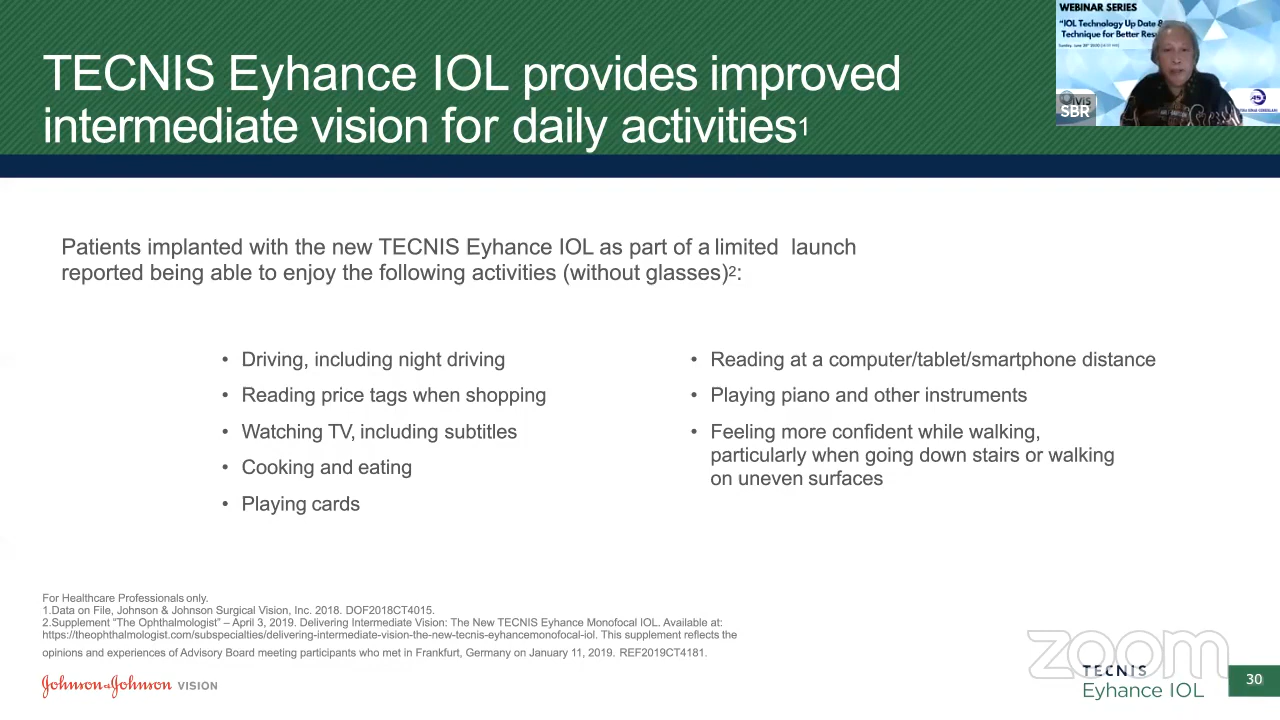 TECNIS Eyhance IOL provides improved
intermediate vision for daily activities1
WEBINAR SERIES
"IOL Technology Up Date &
Technique for Better Res
SBR
Patients implanted with the new TECNIS Eyhance IOL as part of a limited launch
reported being able to enjoy the following activities (without glasses)2:
• Driving, including night driving
• Reading price tags when shopping
• Watching TV, including subtitles
• Cooking and eating
• Playing cards
• Reading at a computer/tablet/smartphone distance
• Playing piano and other instruments
• Feeling more confident while walking,
particularly when going down stairs or walking
on uneven surfaces
For Healthcare Professionals only.
1.Data on File, Johnson & Johnson Surgical Vision, Inc. 2018. DOF2018CT4015.
2.Supplement “The Ophthalmologist” – April 3, 2019. Delivering Intermediate Vision: The New TECNIS Eyhance Monofocal IOL. Available at:
https://theophthalmologist.com/subspecialties/delivering-intermediate-vision-the-new-tecnis-eyhancemonofocal-iol. This supplement reflects the
opinions and experiences of Advisory Board meeting participants who met in Frankfurt, Germany on January 11, 2019. REF2019CT4181.
Johnson & Johnson VISION
zoom
TECNIS
Eyhance IOL
30